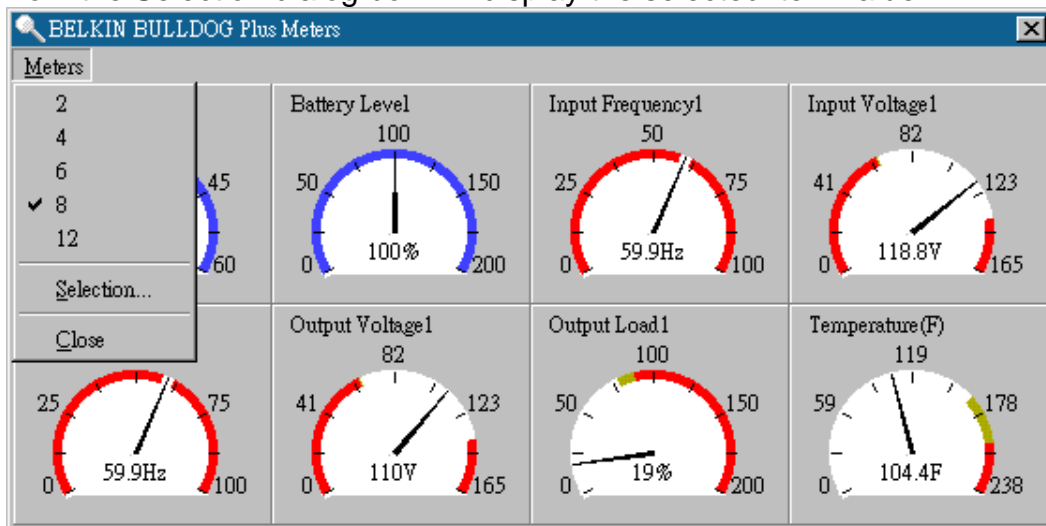 BELKIN BULLDOG Plus Meters
Meters
2
4
6
8
12
Selection...
Close
45
60
Battery Level
100
50
150
100%
0
200
Input Frequency1
50
25
75
59.9Hz
0
100
Input Voltage1
82
41
123
118.8V
0
165
25
75
59.9Hz
0
100
Output Voltage1
82
41
123
110V
0
165
Output Load1
100
50
150
19%
0
200
Temperature(F)
119
59
178
104.4F
0
238